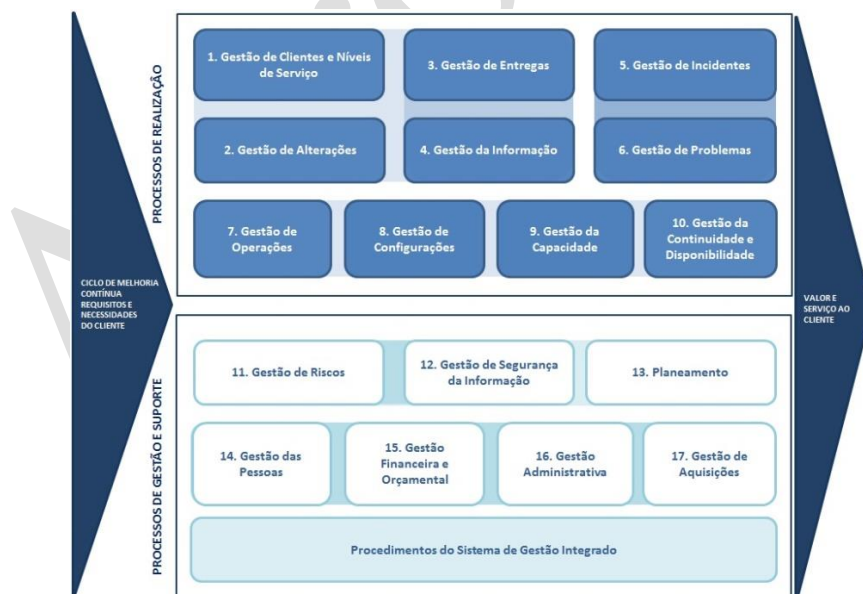 PROCESSOS DE REALIZAÇÃO
1. Gestão de Clientes e Níveis
de Serviço
3. Gestão de Entregas
5. Gestão de Incidentes
2. Gestão de Alterações
4. Gestão da Informação
6. Gestão de Problemas
7. Gestão de
Operações
8. Gestão de
Configurações
9. Gestão da
Capacidade
10. Gestão da
Continuidade e
Disponibilidade
CICLO DE MELHORIA
CONTÍNUA
REQUISITOS E
NECESSIDADES
DO CLIENTE
VALOR E
SERVIÇO AO
CLIENTE
PROCESSOS DE GESTÃO E SUPORTE
11. Gestão de Riscos
12. Gestão de Segurança
da Informação
13. Planeamento
14. Gestão das
Pessoas
15. Gestão
Financeira e
Orçamental
16. Gestão
Administrativa
17. Gestão de
Aquisições
Procedimentos do Sistema de Gestão Integrado